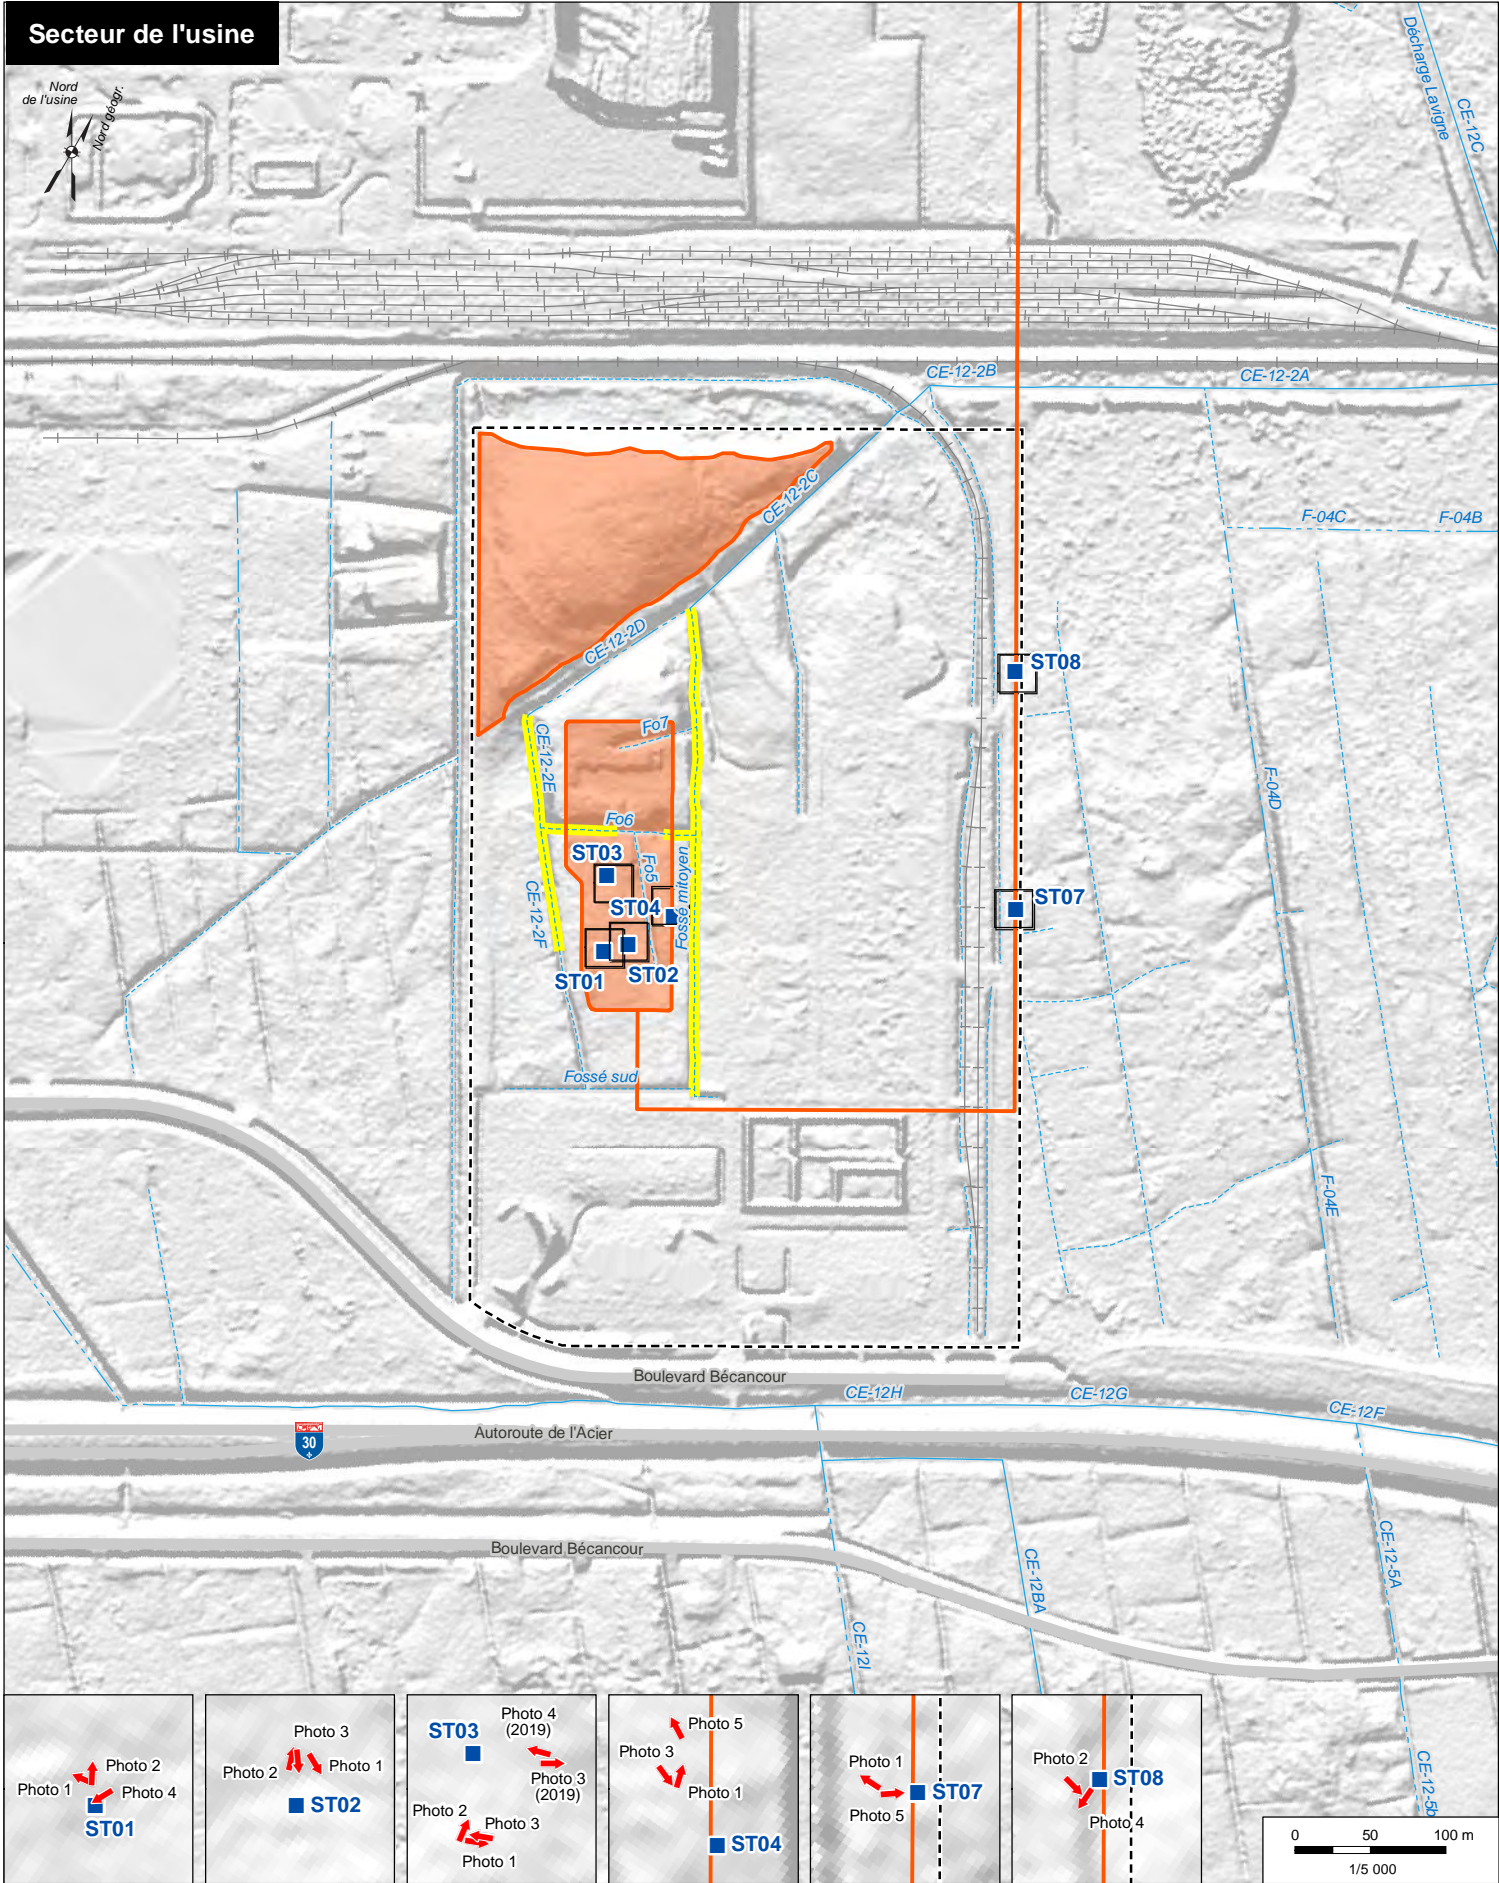 Secteur de l'usine
Nord
de l'usine
Nord géogr.
Décharge Lavigne
CE-12C
CE-12-2B
CE-12-2A
CE-12-2C
F-04C
F-04B
CE-12-2D
ST08
Fo7
CE-12-2E
F-04D
Fo6
ST03
Fo5
Fossé mitoyen
CE-12-2F
ST04
ST07
ST01
ST02
Fossé sud
F-04E
Boulevard Bécancour
CE-12H
CE-12G
CE-12F
30
Autoroute de l'Acier
Boulevard Bécancour
CE-12BA
CE-12-5A
CE-12I
CE-12-5b
Photo 2
Photo 1
Photo 4
ST01
Photo 3
Photo 2
Photo 1
ST02
ST03
Photo 4
(2019)
Photo 3
(2019)
Photo 2
Photo 3
Photo 1
Photo 5
Photo 3
Photo 1
ST04
Photo 1
ST07
Photo 5
Photo 2
ST08
Photo 4
0 50 100 m
1/5 000